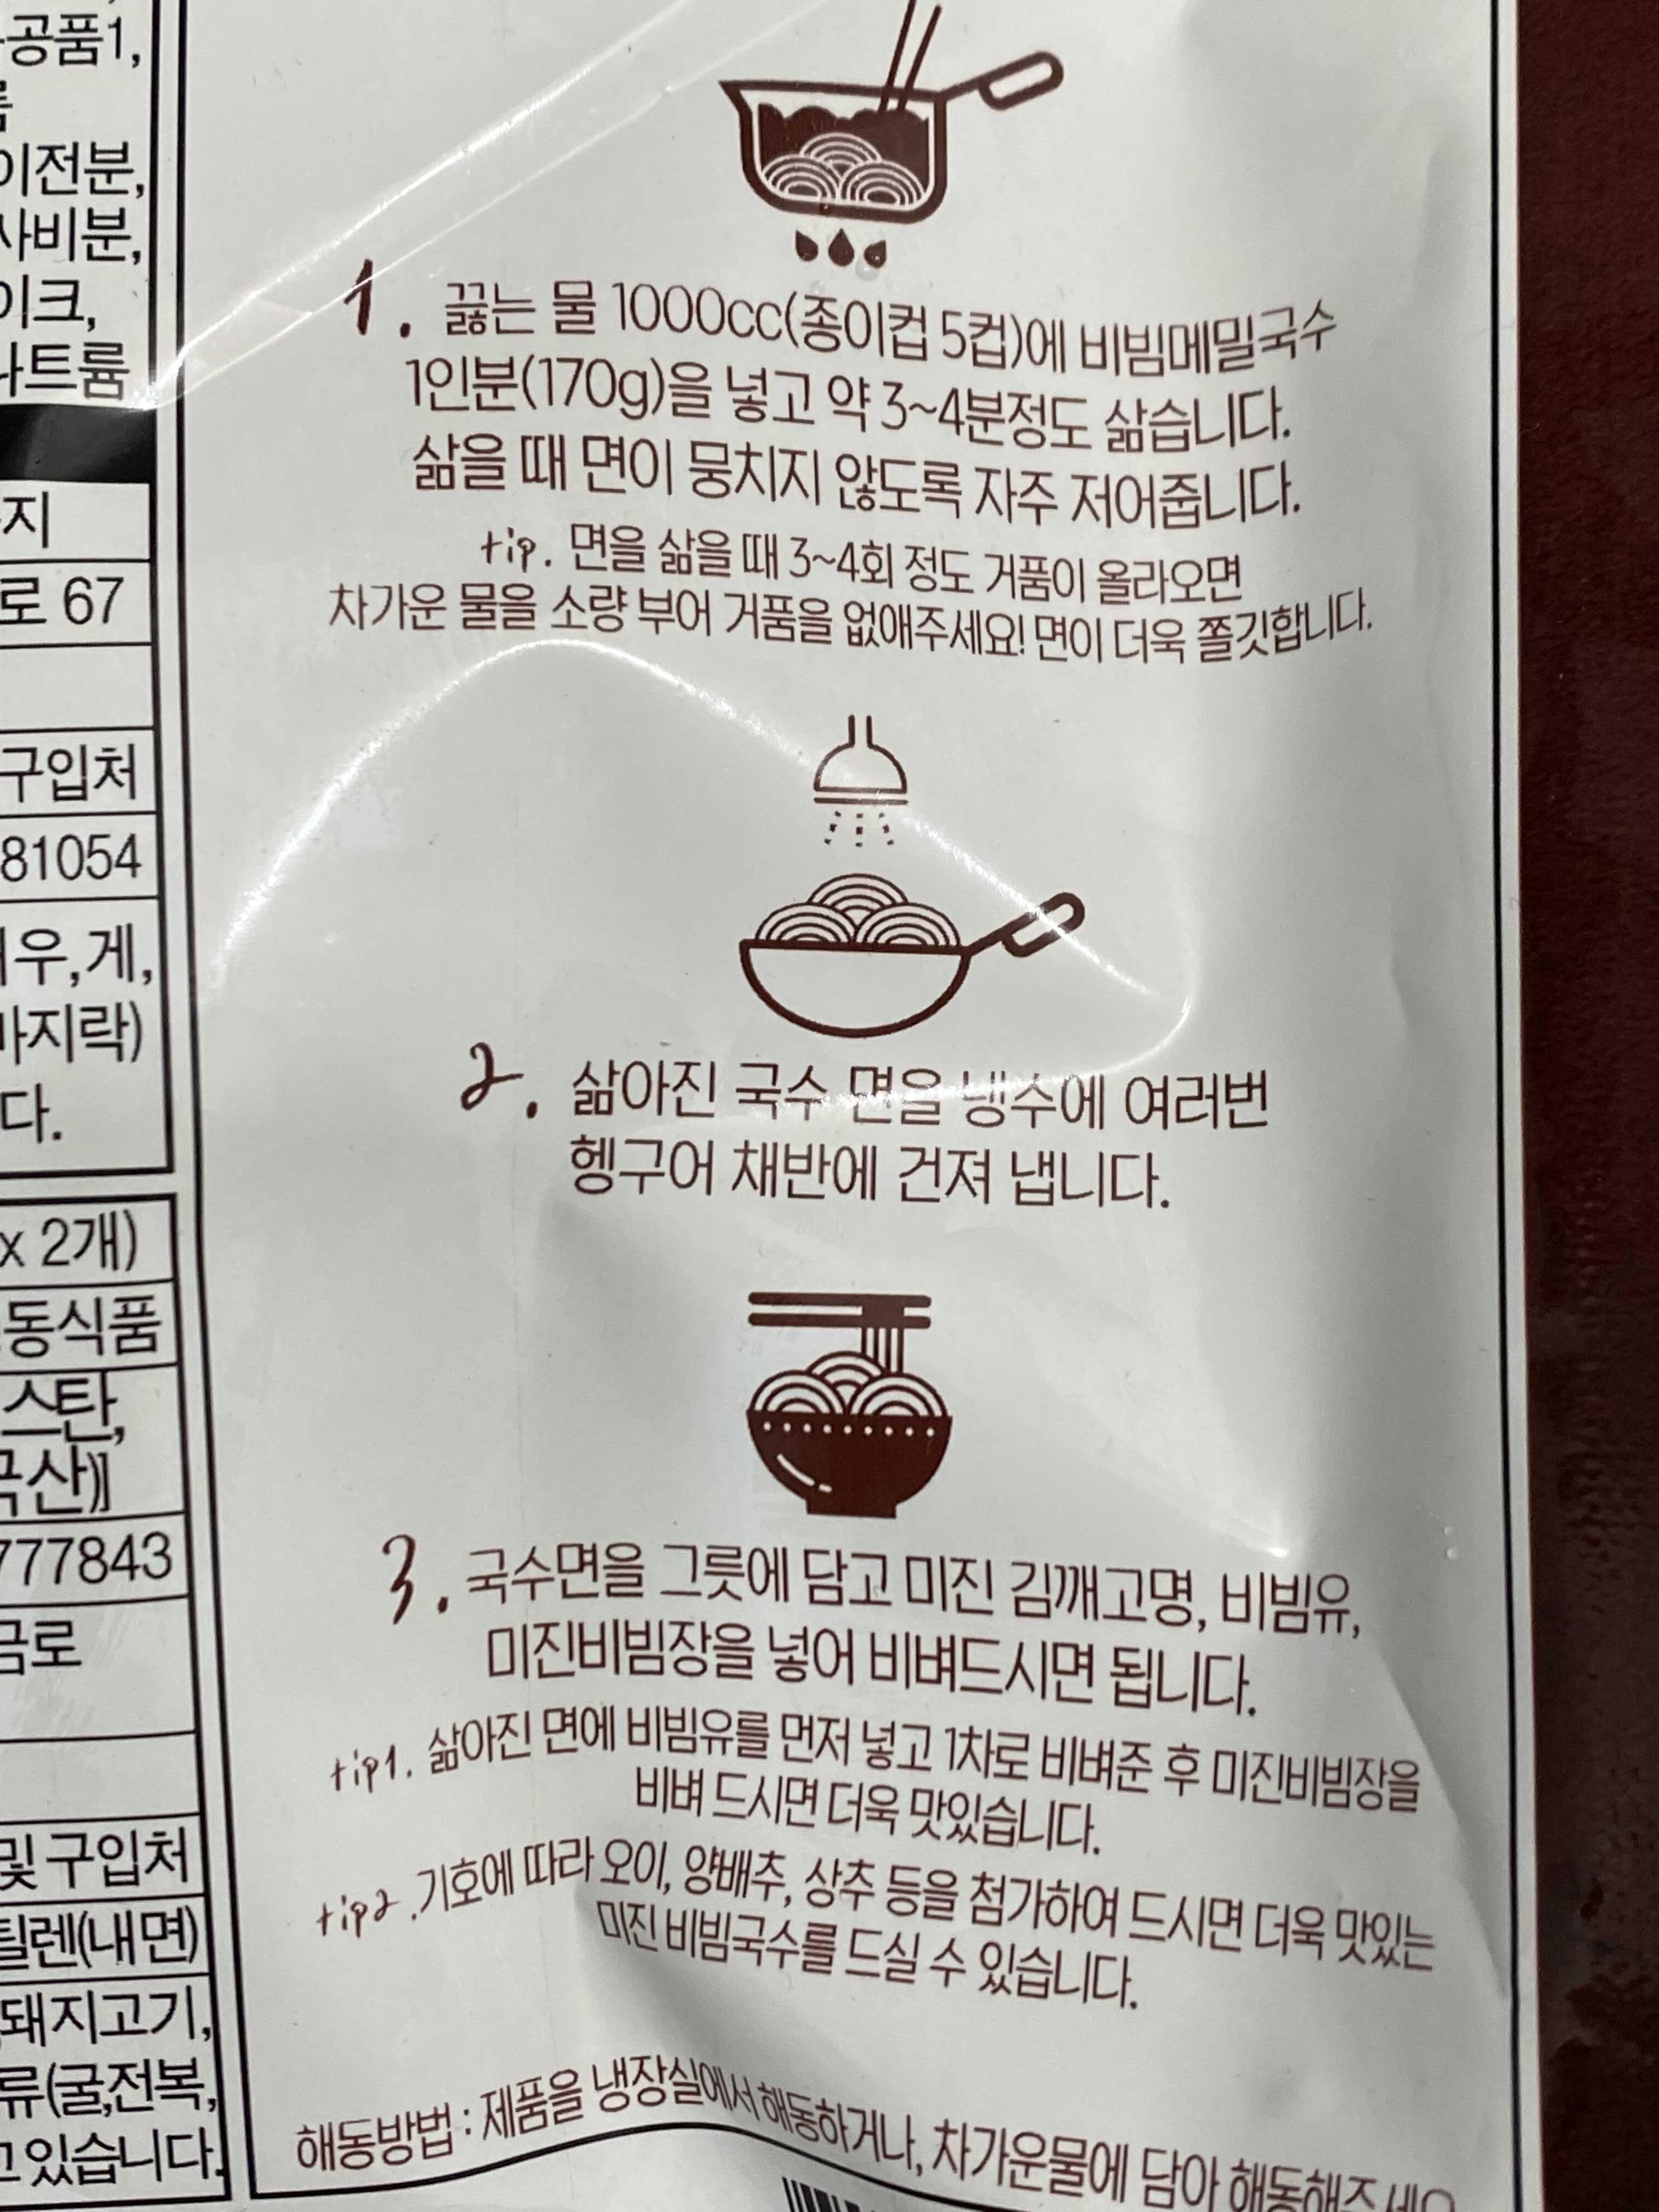 공품1,
이전분,
사비분,
이크,
나트륨
지
로 67
구입처
81054
우,게,
바지락)
다.
x 2개)
동식품
스탄,
국산)]
777843
금로
및 구입처
틸렌(내면)
돼지고기,
류(굴,전복,
고 있습니다.
1. 끓는 물 1000cc(종이컵 5컵)에 비빔메밀국수
1인분(170g)을 넣고 약 3~4분정도 삶습니다.
삶을 때 면이 뭉치지 않도록 자주 저어줍니다.
tip. 면을 삶을 때 3~4회 정도 거품이 올라오면
차가운 물을 소량 부어 거품을 없애주세요! 면이 더욱 쫄깃합니다.
2. 삶아진 국수 면을 냉수에 여러번
헹구어 채반에 건져 냅니다.
3. 국수면을 그릇에 담고 미진 김깨고명, 비빔유,
미진비빔장을 넣어 비벼드시면 됩니다.
tip1. 삶아진 면에 비빔유를 먼저 넣고 1차로 비벼준 후 미진비빔장을
비벼 드시면 더욱 맛있습니다.
tip2. 기호에 따라 오이, 양배추, 상추 등을 첨가하여 드시면 더욱 맛있는
미진 비빔국수를 드실 수 있습니다.
해동방법 : 제품을 냉장실에서 해동하거나, 차가운물에 담아 해동해주세요